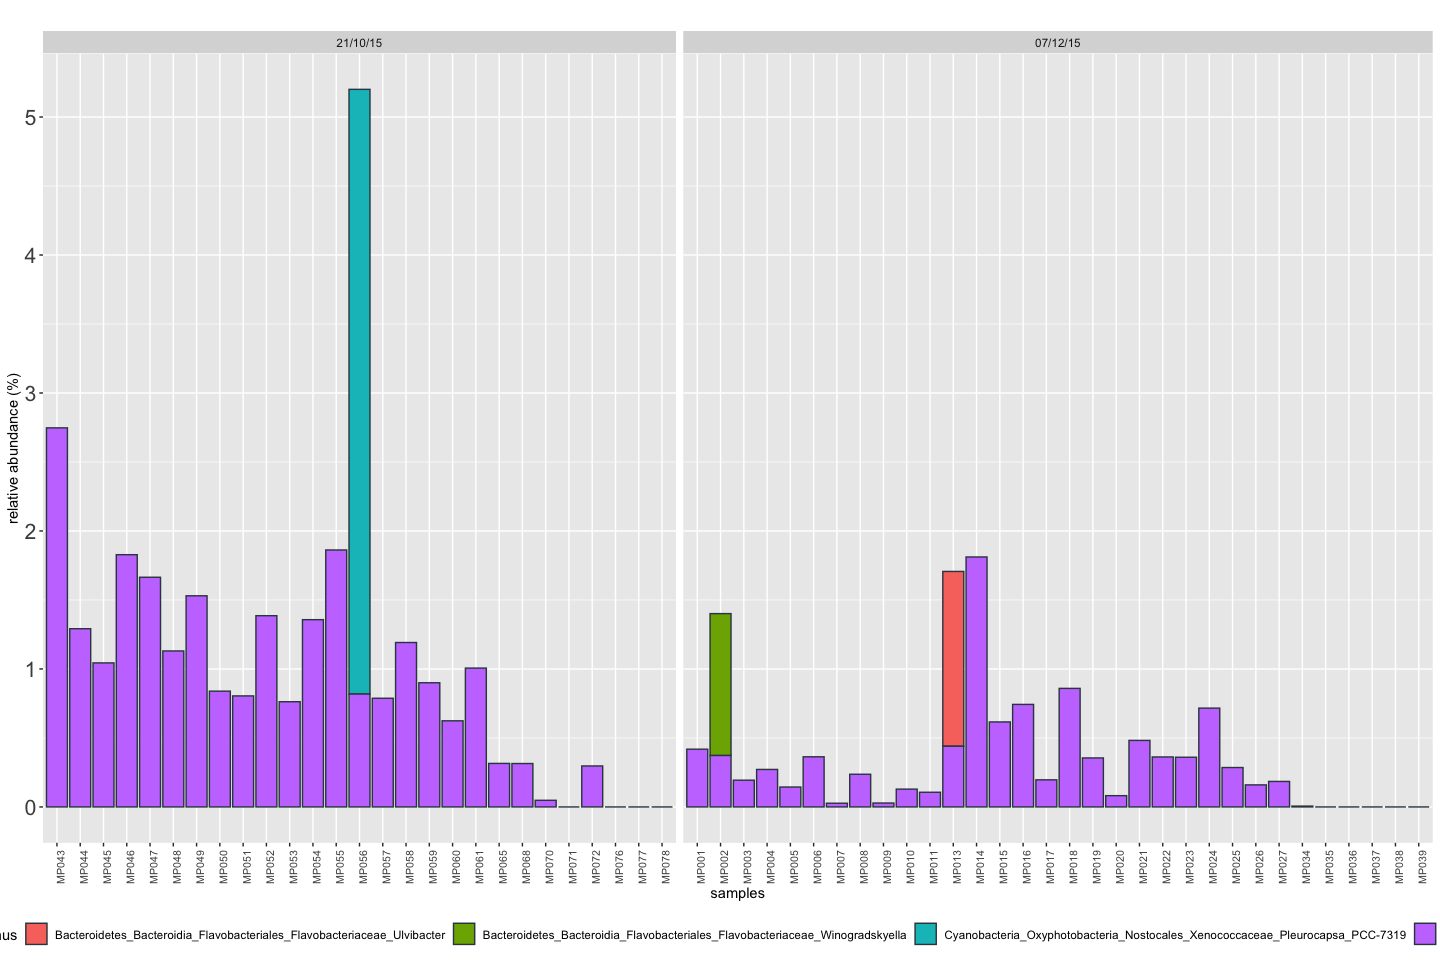 21/10/15 07/12/15
5
4
3
2
1
0
relative abundance (%)
MP043 MP044 MP045 MP046 MP047 MP048 MP049 MP050 MP051 MP052 MP053 MP054 MP055 MP056 MP057 MP058 MP059 MP060 MP061 MP065 MP068 MP070 MP071 MP072 MP076 MP077 MP078 MP001 MP002 MP003 MP004 MP005 MP006 MP007 MP008 MP009 MP010 MP011 MP013 MP014 MP015 MP016 MP017 MP018 MP019 MP020 MP021 MP022 MP023 MP024 MP025 MP026 MP027 MP034 MP035 MP036 MP037 MP038 MP039
samples
us Bacteroidetes_Bacteroidia_Flavobacteriales_Flavobacteriaceae_Ulvibacter Bacteroidetes_Bacteroidia_Flavobacteriales_Flavobacteriaceae_Winogradskyella Cyanobacteria_Oxyphotobacteria_Nostocales_Xenococcaceae_Pleurocapsa_PCC-7319